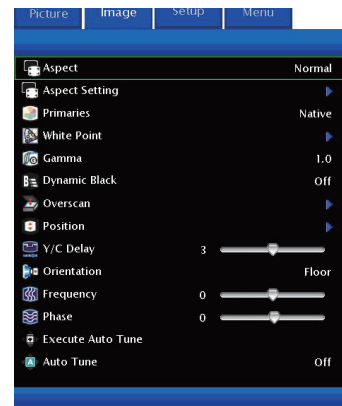 Picture Image Setup Menu
Aspect Normal
Aspect Setting
Primaries Native
White Point
Gamma 1.0
Dynamic Black Off
Overscan
Position
Y/C Delay 3
Orientation Floor
Frequency 0
Phase 0
Execute Auto Tune
Auto Tune Off